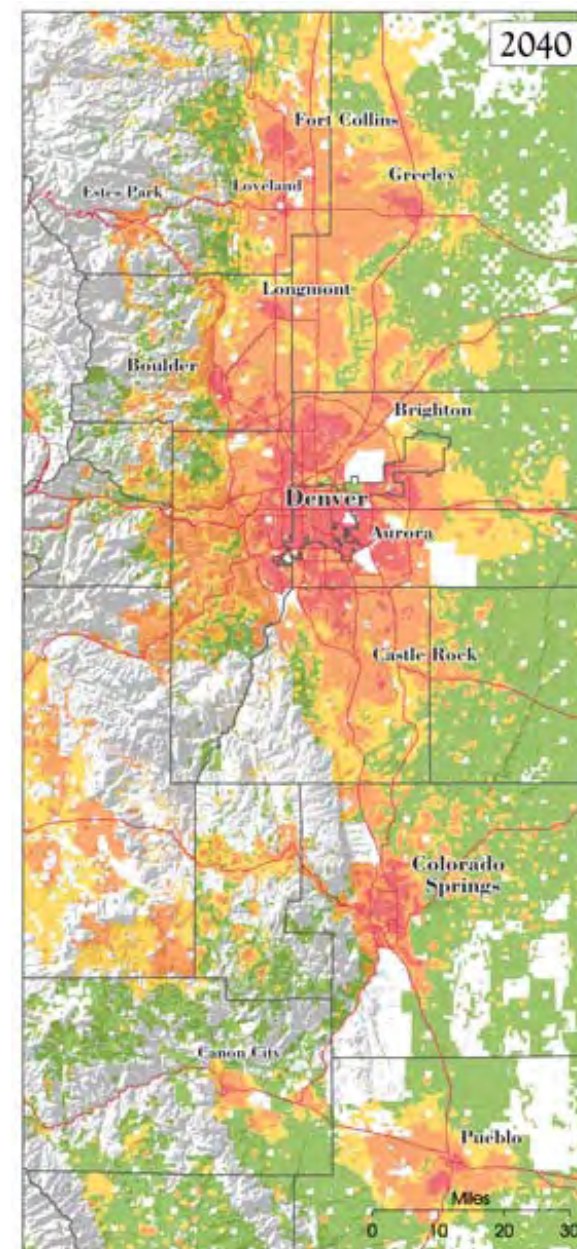 2040
Fort Collins
Estes Park
Loveland
Greeley
Longmont
Boulder
Brighton
Denver
Aurora
Castle Rock
Colorado
Springs
Canon City
Pueblo
Miles
0 10 20 30